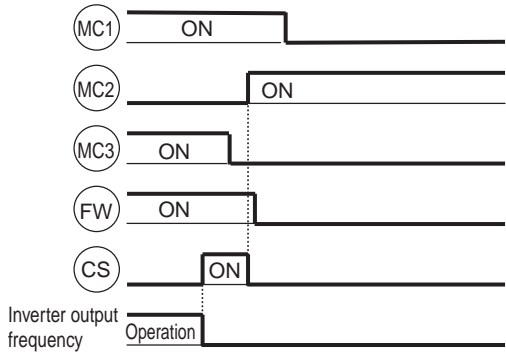 MC1 ON
MC2 ON
MC3 ON
FW ON
CS ON
Inverter output
frequency Operation